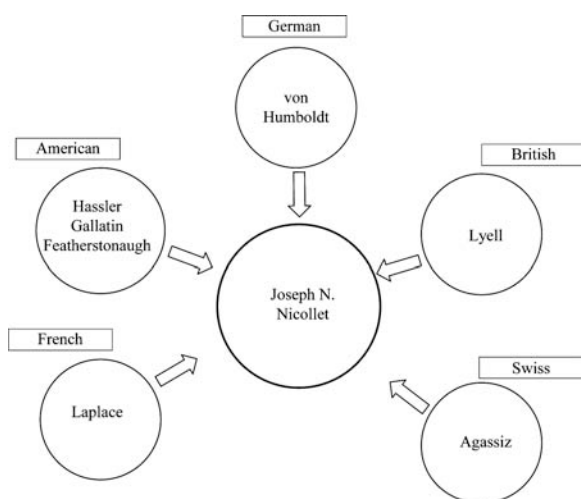 German
von
Humboldt
American
Hassler
Gallatin
Featherstonaugh
British
Lyell
Joseph N.
Nicollet
French
Laplace
Swiss
Agassiz